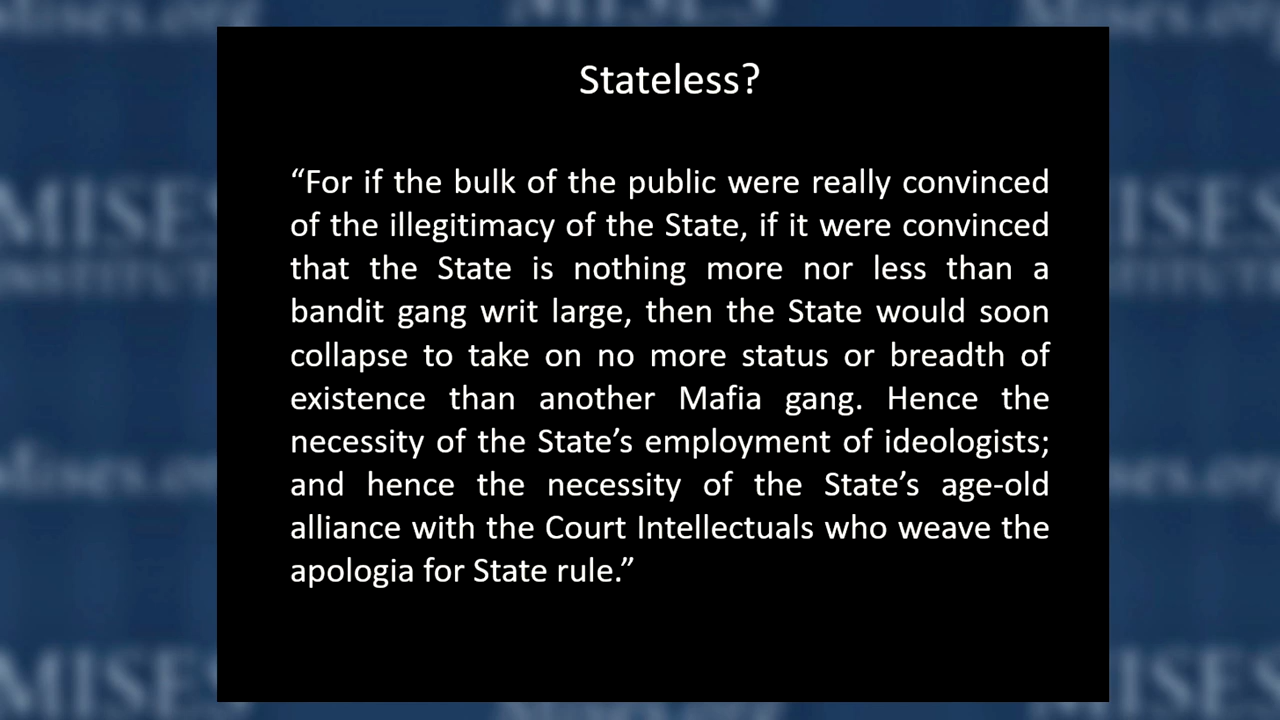 Stateless?
“For if the bulk of the public were really convinced
of the illegitimacy of the State, if it were convinced
that the State is nothing more nor less than a
bandit gang writ large, then the State would soon
collapse to take on no more status or breadth of
existence than another Mafia gang. Hence the
necessity of the State’s employment of ideologists;
and hence the necessity of the State’s age-old
alliance with the Court Intellectuals who weave the
apologia for State rule.”